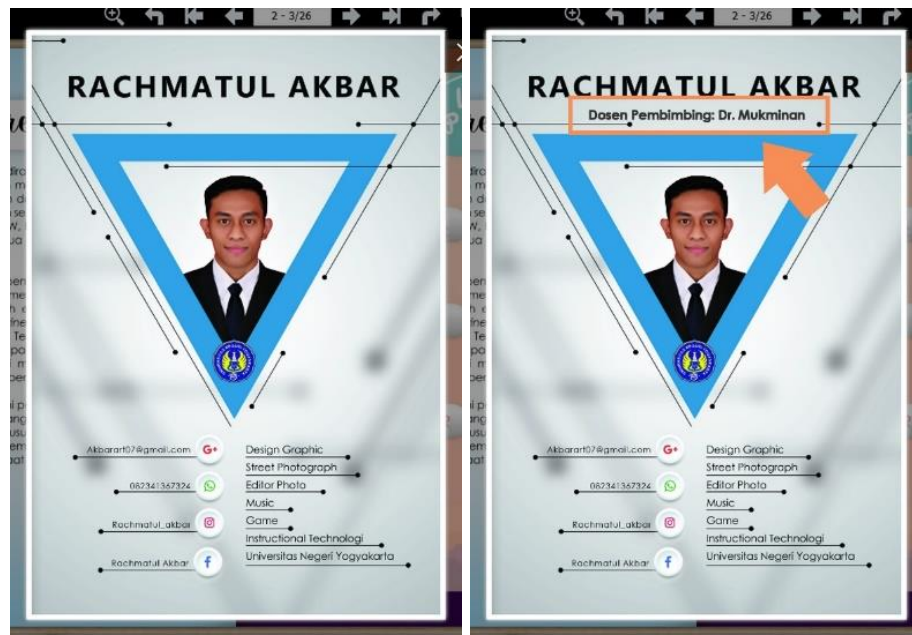 2 - 3/26
RACHMATUL AKBAR
Akbarart07@gmail.com
G+
Design Graphic
Street Photograph
082341367324
Editor Photo
Music
Rachmatul_akbar
Game
Instructional Technologi
Rachmatul Akbar
f
Universitas Negeri Yogyakarta
2 - 3/26
RACHMATUL AKBAR
Dosen Pembimbing: Dr. Mukminan
Akbarart07@gmail.com
G+
Design Graphic
Street Photograph
082341367324
Editor Photo
Music
Rachmatul_akbar
Game
Instructional Technologi
Rachmatul Akbar
f
Universitas Negeri Yogyakarta